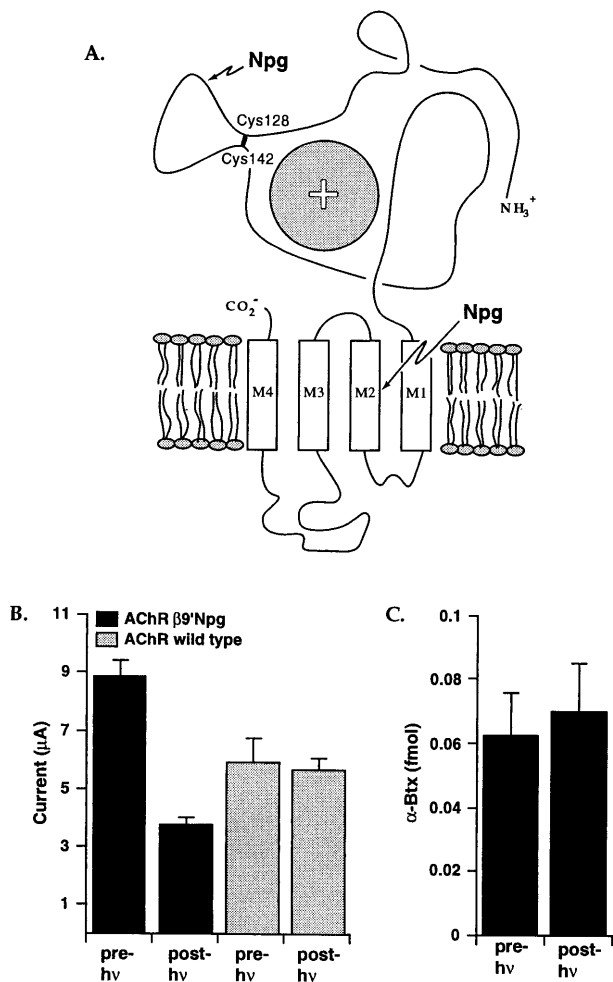 A.
Npg
Cys128
Cys142
+
NH₃⁺
CO₂⁻
Npg
M4
M3
M2
M1
B.
AChR β9'Npg
AChR wild type
Current (μA)
11
9
7
5
3
1
pre-
hν
post-
hν
pre-
hν
post-
hν
C.
α-Btx (fmol)
0.1
0.08
0.06
0.04
0.02
0
pre-
hν
post-
hν